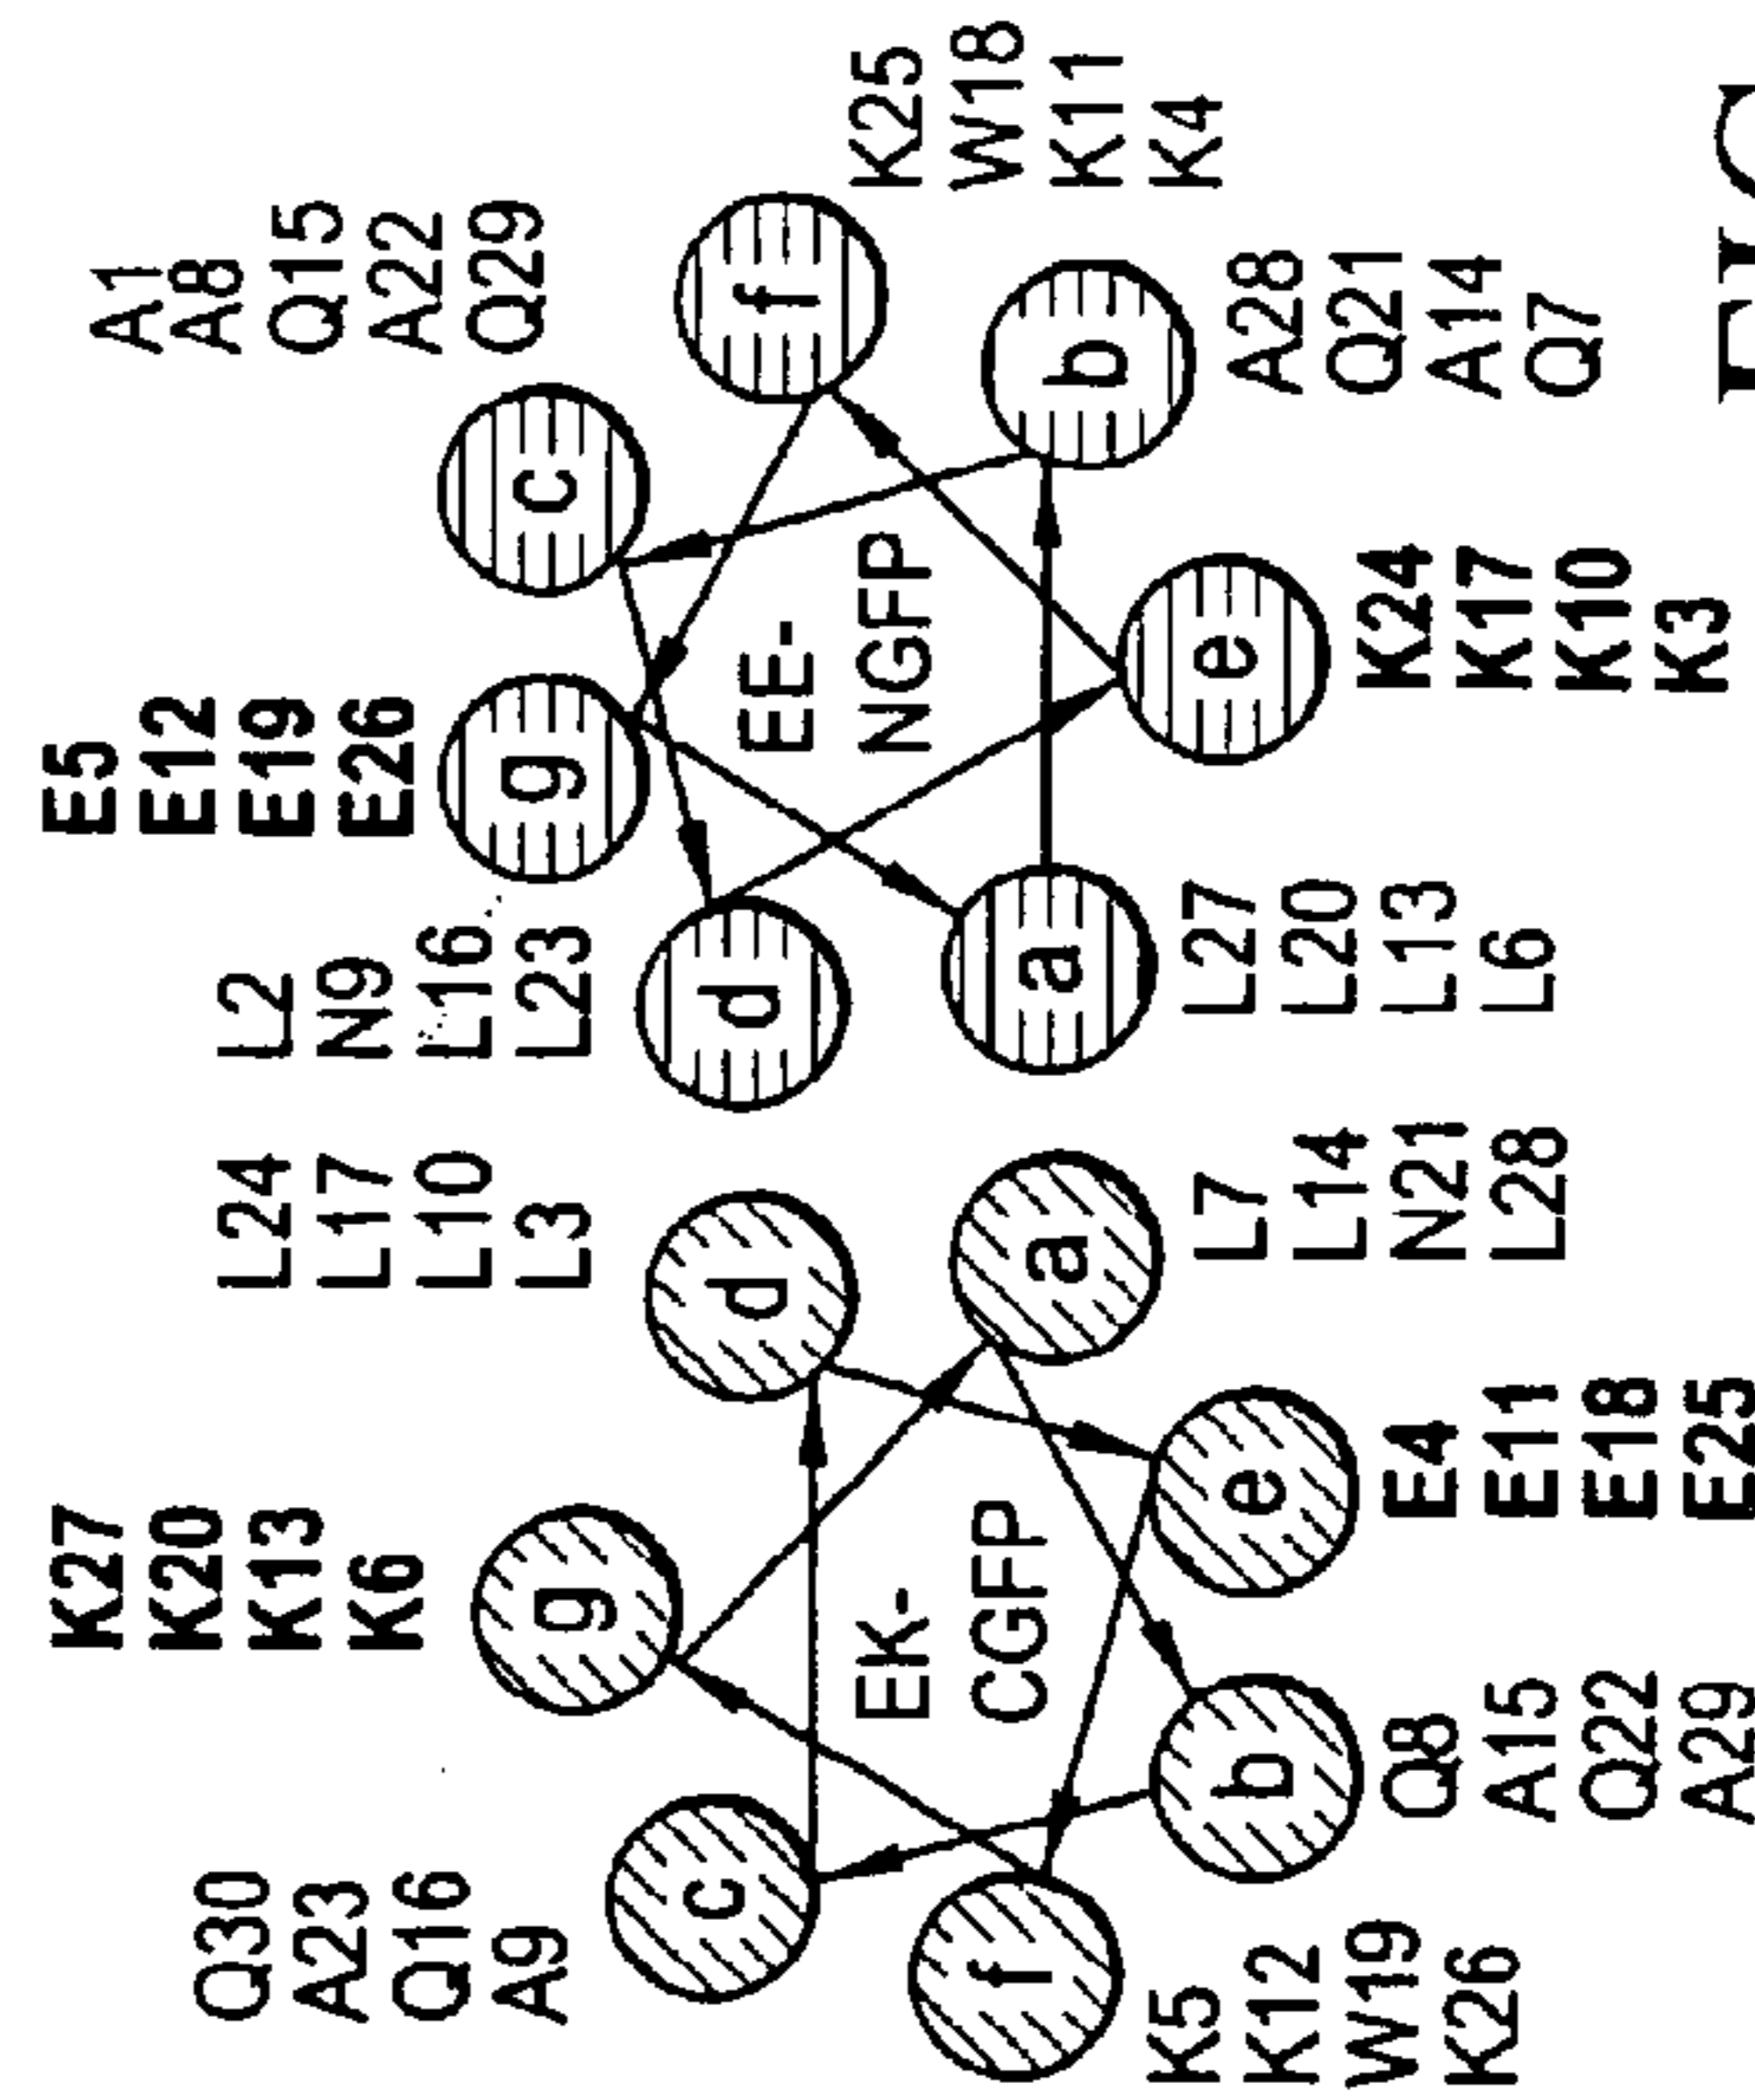 K27
K20
K13
K6
E5
E12
E19
E26
Q30
A23
Q16
A9
L24
L17
L10
L3
L2
N9
L16
L23
A1
A8
Q15
A22
Q29
g
g
c
c
d
d
f
EE-
NGFP
EK-
CGFP
K25
W18
K11
K4
f
a
a
b
K5
K12
W19
K26
b
e
e
L7
L14
N21
L28
L27
L20
L13
L6
A28
Q21
A14
Q7
Q8
A15
Q22
A29
E4
E11
E18
E25
K24
K17
K10
K3